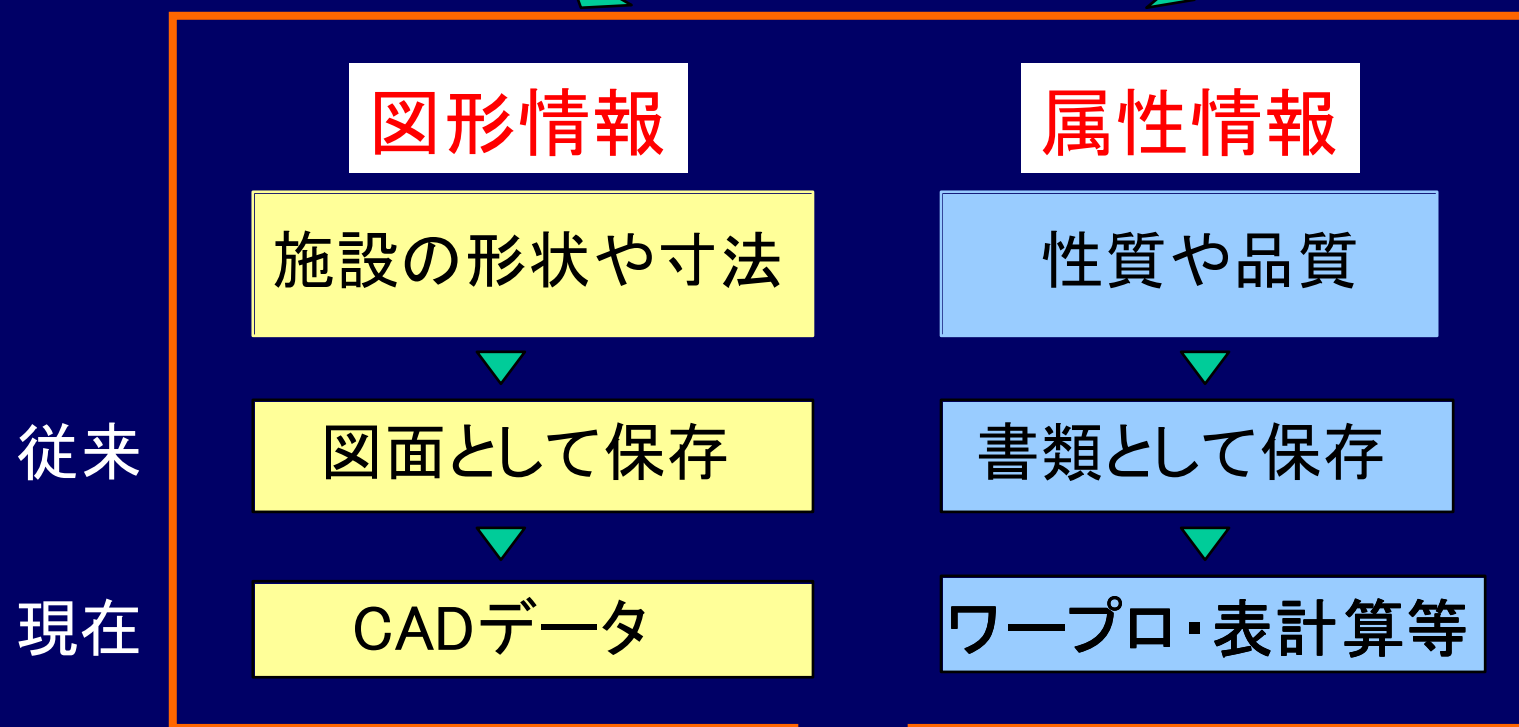 図形情報
属性情報
施設の形状や寸法
性質や品質
従来
図面として保存
書類として保存
現在
CADデータ
ワープロ・表計算等